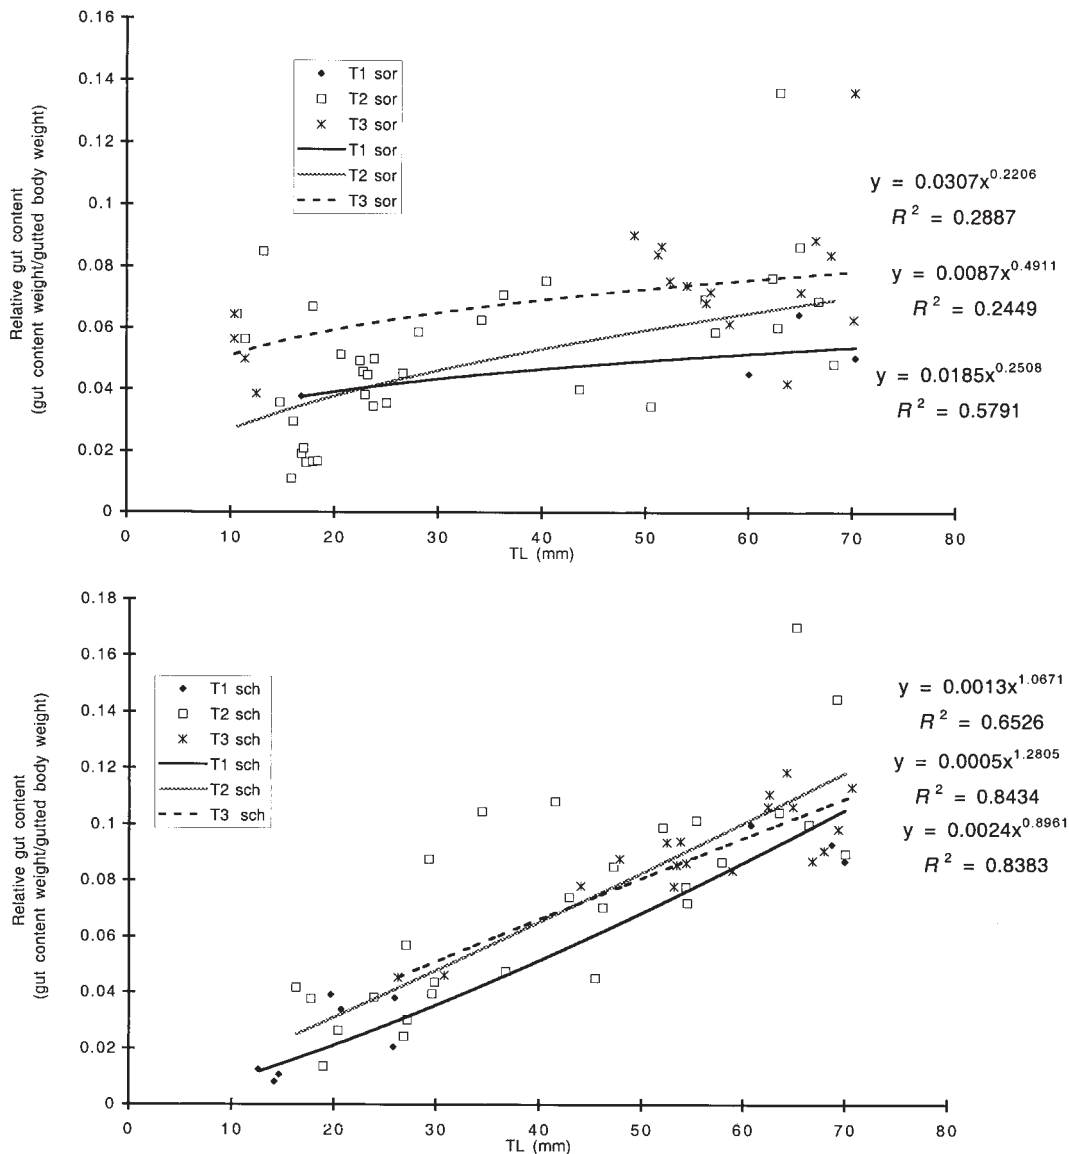 Relative gut content
(gut content weight/gutted body weight)
0.16
0.14
0.12
0.1
0.08
0.06
0.04
0.02
0
T1 sor
T2 sor
T3 sor
T1 sor
T2 sor
T3 sor
y = 0.0307x^0.2206
R² = 0.2887
y = 0.0087x^0.4911
R² = 0.2449
y = 0.0185x^0.2508
R² = 0.5791
0 10 20 30 40 50 60 70 80
TL (mm)
Relative gut content
(gut content weight/gutted body weight)
0.18
0.16
0.14
0.12
0.1
0.08
0.06
0.04
0.02
0
T1 sch
T2 sch
T3 sch
T1 sch
T2 sch
T3 sch
y = 0.0013x^1.0671
R² = 0.6526
y = 0.0005x^1.2805
R² = 0.8434
y = 0.0024x^0.8961
R² = 0.8383
0 10 20 30 40 50 60 70 80
TL (mm)